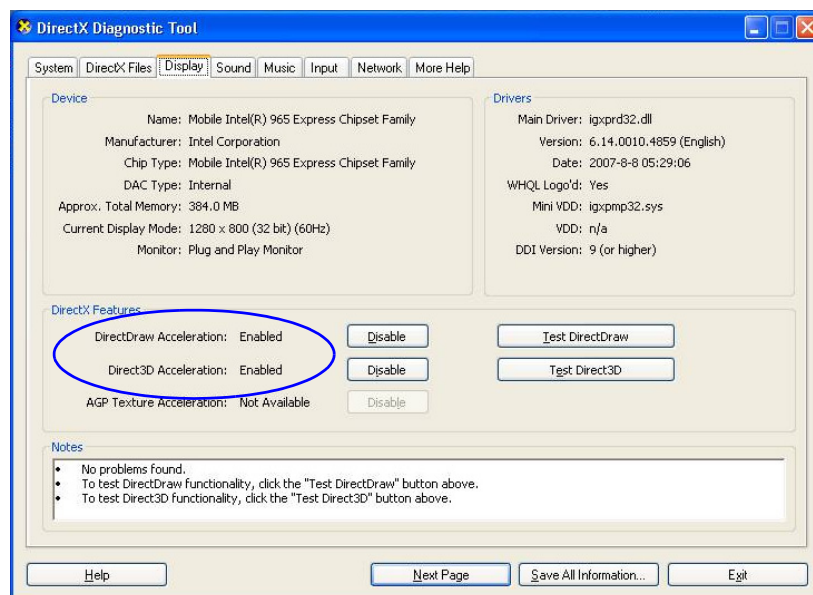 DirectX Diagnostic Tool
System DirectX Files Display Sound Music Input Network More Help
Device
Name: Mobile Intel(R) 965 Express Chipset Family
Manufacturer: Intel Corporation
Chip Type: Mobile Intel(R) 965 Express Chipset Family
DAC Type: Internal
Approx. Total Memory: 384.0 MB
Current Display Mode: 1280 x 800 (32 bit) (60Hz)
Monitor: Plug and Play Monitor
Drivers
Main Driver: igxprd32.dll
Version: 6.14.0010.4859 (English)
Date: 2007-8-8 05:29:06
WHQL Logo'd: Yes
Mini VDD: igxpmp32.sys
VDD: n/a
DDI Version: 9 (or higher)
DirectX Features
DirectDraw Acceleration: Enabled Disable Test DirectDraw
Direct3D Acceleration: Enabled Disable Test Direct3D
AGP Texture Acceleration: Not Available Disable
Notes
• No problems found.
• To test DirectDraw functionality, click the "Test DirectDraw" button above.
• To test Direct3D functionality, click the "Test Direct3D" button above.
Help Next Page Save All Information... Exit